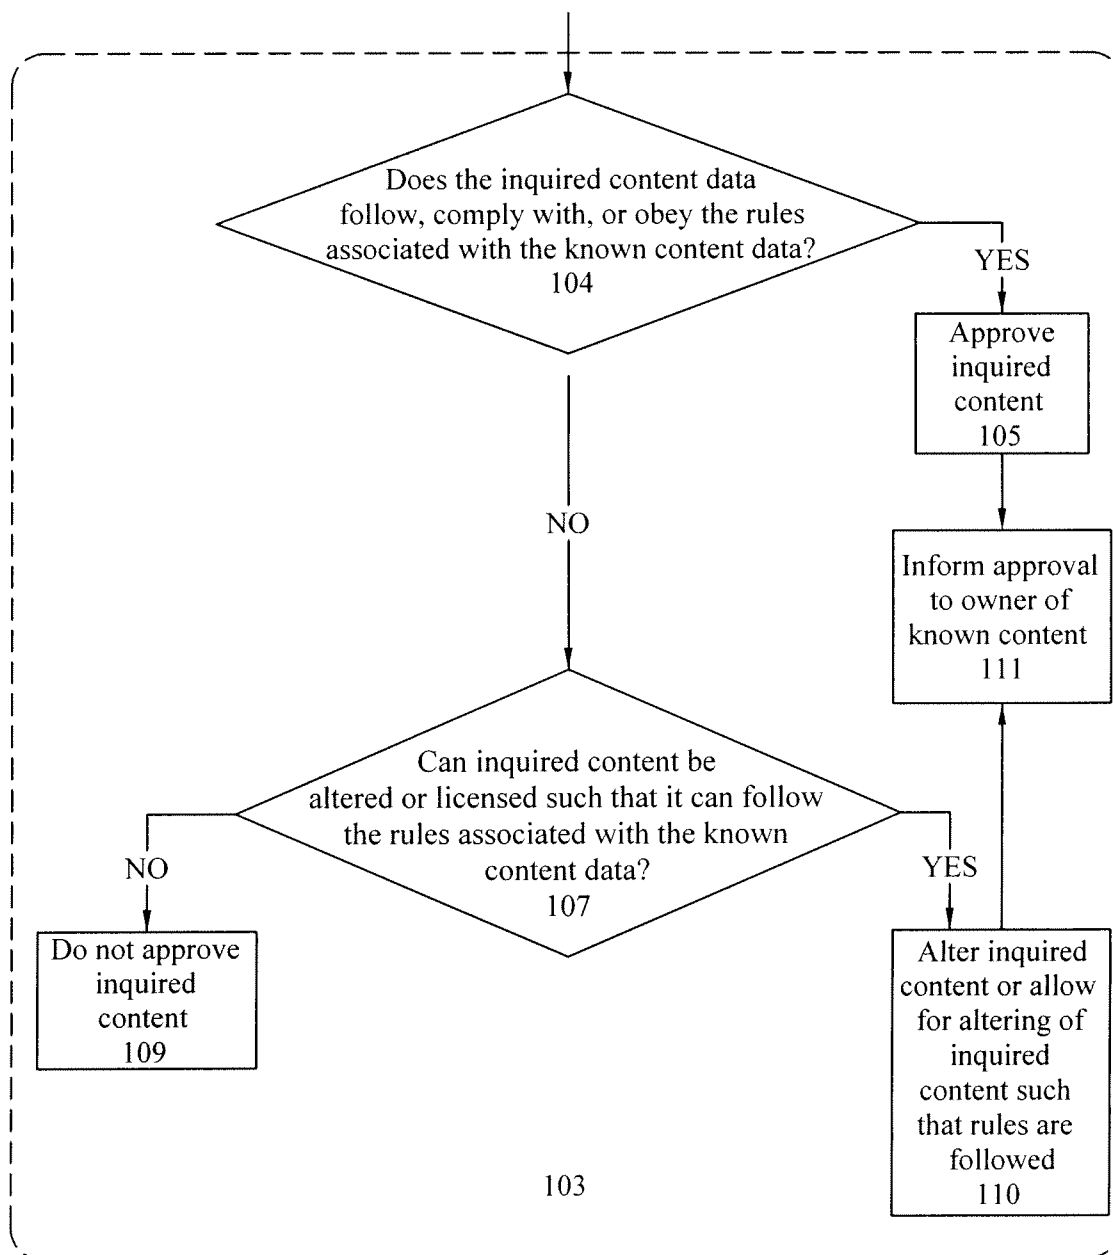 Does the inquired content data
follow, comply with, or obey the rules
associated with the known content data?
104
YES
Approve
inquired
content
105
NO
Inform approval
to owner of
known content
111
Can inquired content be
altered or licensed such that it can follow
the rules associated with the known
content data?
107
NO
YES
Do not approve
inquired
content
109
Alter inquired
content or allow
for altering of
inquired
content such
that rules are
followed
110
103